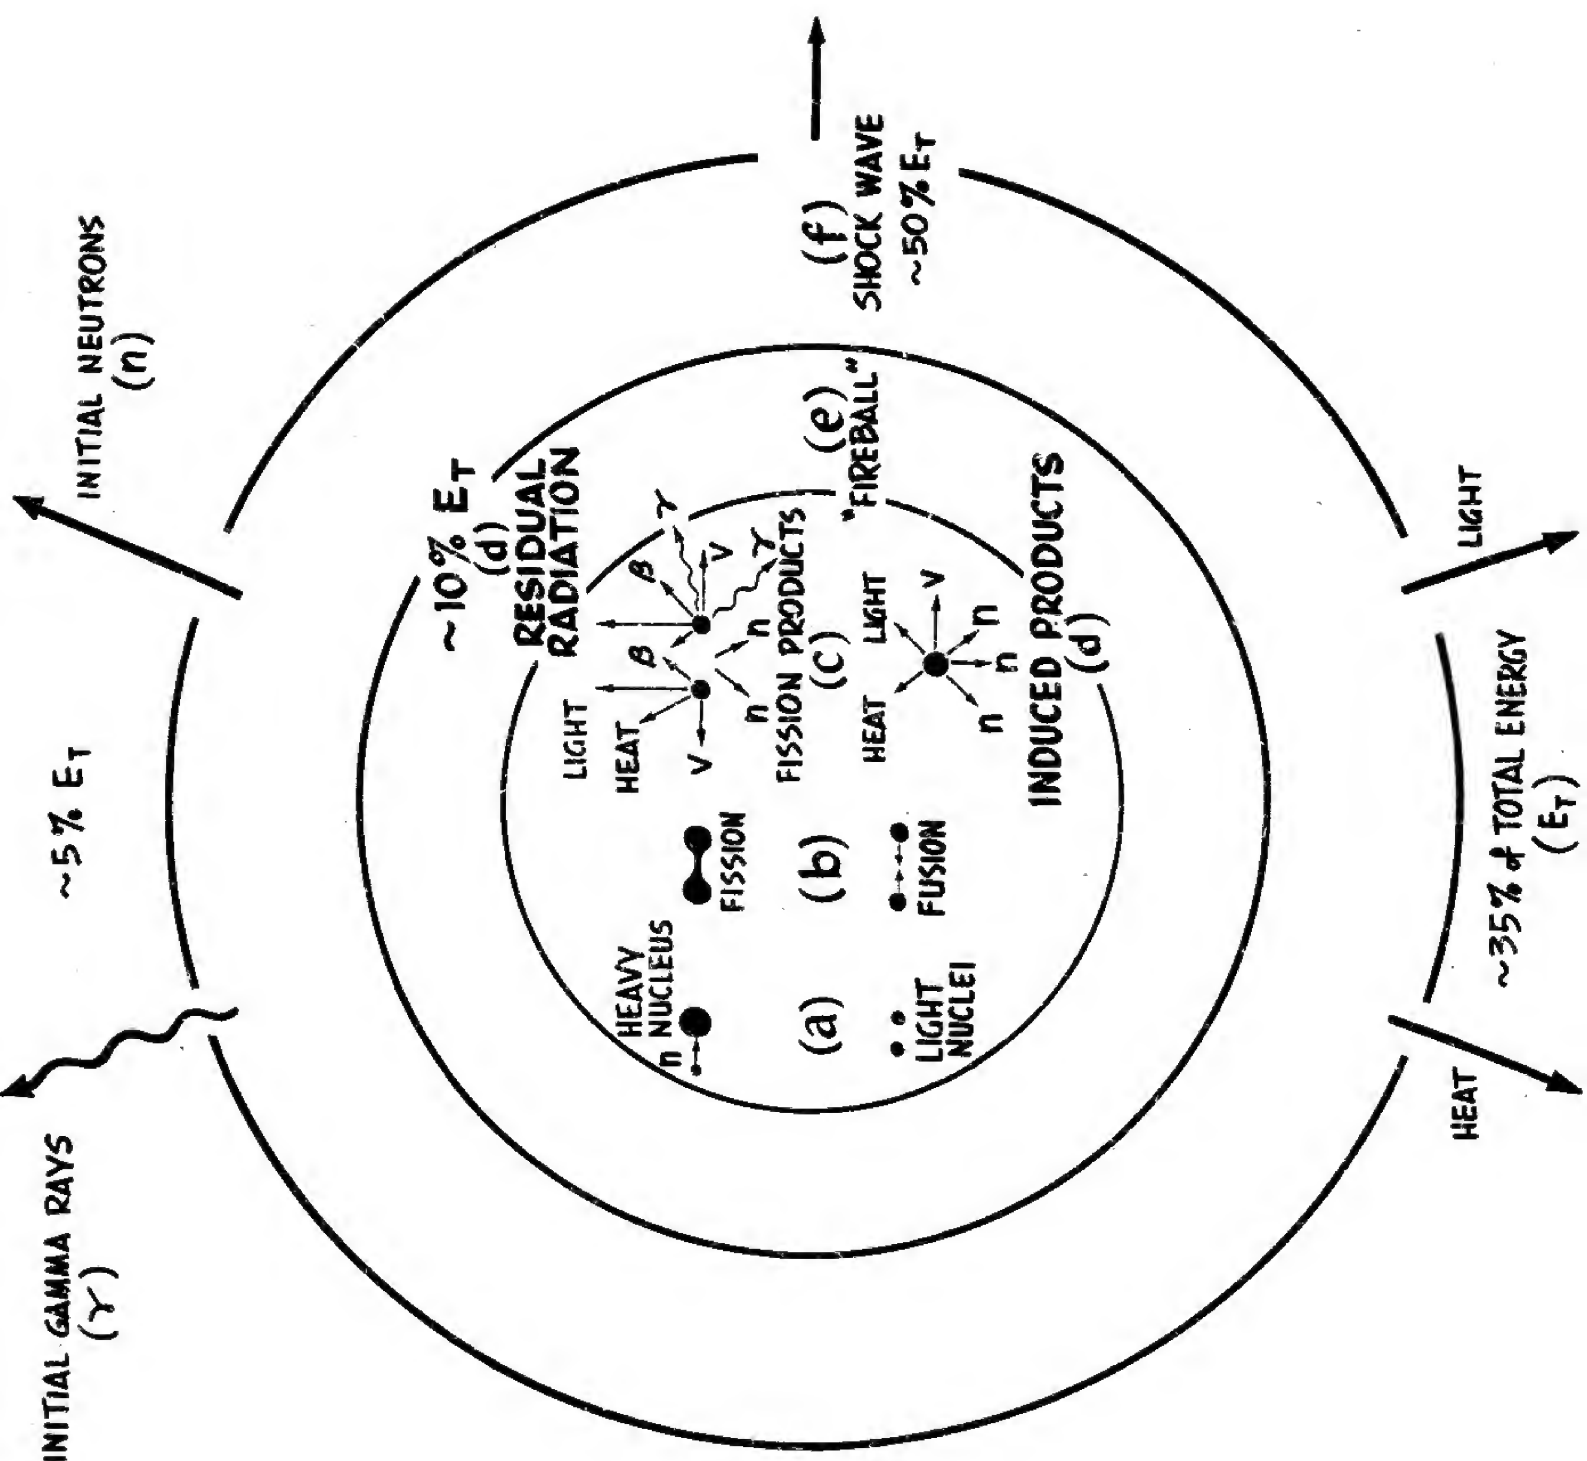 INITIAL GAMMA RAYS
(γ)
~5% E_T
INITIAL NEUTRONS
(n)
~10% E_T
(d)
RESIDUAL
RADIATION
HEAVY
NUCLEUS
n
(a)
LIGHT
NUCLEI
FISSION
(b)
FUSION
LIGHT
HEAT
V
β
β
γ
V
γ
n
n
FISSION PRODUCTS
(c)
HEAT
LIGHT
V
n
n
n
INDUCED PRODUCTS
(d)
(e)
"FIREBALL"
(f)
SHOCK WAVE
~50% E_T
HEAT
~35% of TOTAL ENERGY
(E_T)
LIGHT